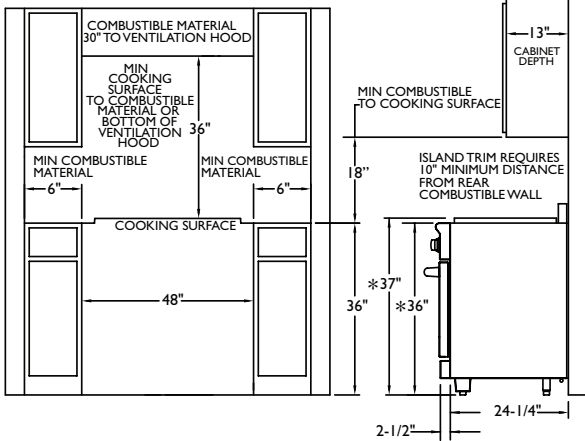 COMBUSTIBLE MATERIAL
30" TO VENTILATION HOOD
MIN
COOKING
SURFACE
TO COMBUSTIBLE
MATERIAL OR
BOTTOM OF
VENTILATION
HOOD
36"
MIN COMBUSTIBLE
MATERIAL
6"
MIN COMBUSTIBLE
MATERIAL
6"
COOKING SURFACE
48"
13"
CABINET
DEPTH
MIN COMBUSTIBLE
TO COOKING SURFACE
18”
ISLAND TRIM REQUIRES
10" MINIMUM DISTANCE
FROM REAR
COMBUSTIBLE WALL
36"
*37"
*36"
24-1/4"
2-1/2"